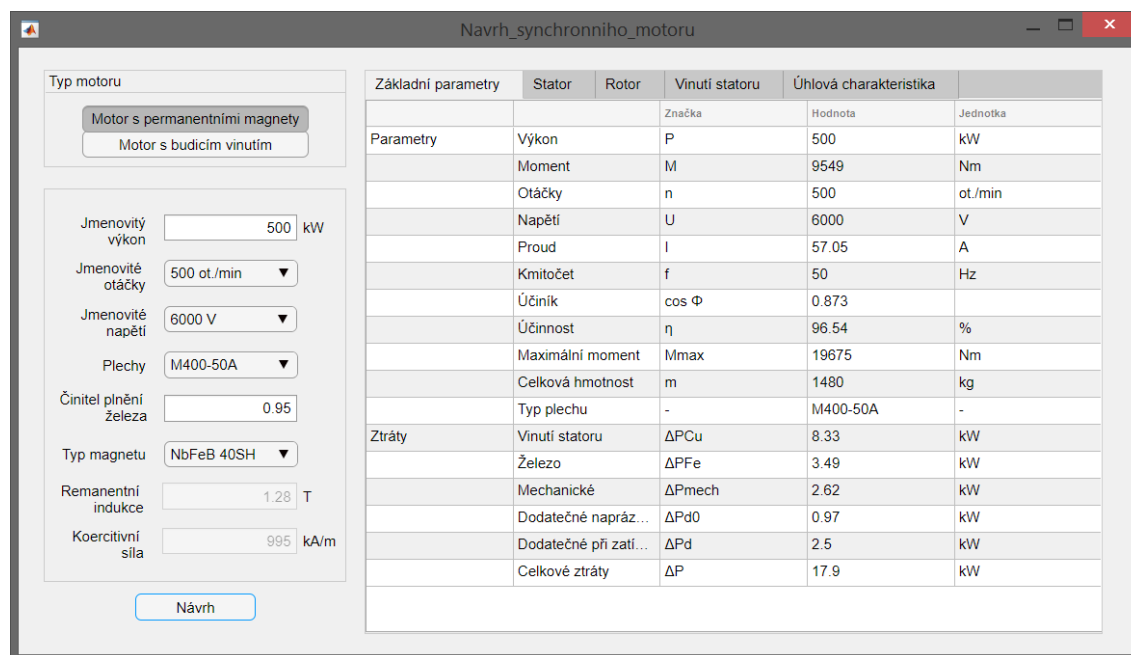 Navrh_synchronniho_motoru
Typ motoru
Motor s permanentními magnety
Motor s budicím vinutím
Jmenovitý
výkon
500 kW
Jmenovité
otáčky
500 ot./min
Jmenovité
napětí
6000 V
Plechy
M400-50A
Činitel plnění
železa
0.95
Typ magnetu
NbFeB 40SH
Remanentní
indukce
1.28 T
Koercitivní
síla
995 kA/m
Návrh
Základní parametry Stator Rotor Vinutí statoru Úhlová charakteristika
Značka Hodnota Jednotka
Parametry Výkon P 500 kW
Moment M 9549 Nm
Otáčky n 500 ot./min
Napětí U 6000 V
Proud I 57.05 A
Kmitočet f 50 Hz
Účiník cos Φ 0.873
Účinnost η 96.54 %
Maximální moment Mmax 19675 Nm
Celková hmotnost m 1480 kg
Typ plechu - M400-50A -
Ztráty Vinutí statoru ΔPCu 8.33 kW
Železo ΔPFe 3.49 kW
Mechanické ΔPmech 2.62 kW
Dodatečné napráz... ΔPd0 0.97 kW
Dodatečné při zatí... ΔPd 2.5 kW
Celkové ztráty ΔP 17.9 kW